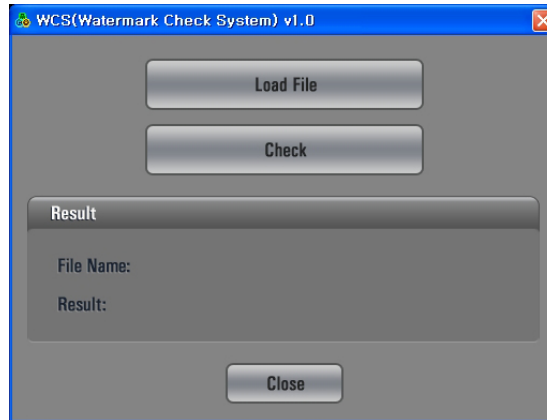 WCS(Watermark Check System) v1.0
Load File
Check
Result
File Name:
Result:
Close